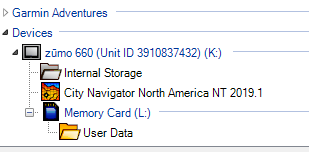 Garmin Adventures
Devices
zūmo 660 (Unit ID 3910837432) (K:)
Internal Storage
City Navigator North America NT 2019.1
Memory Card (L:)
User Data